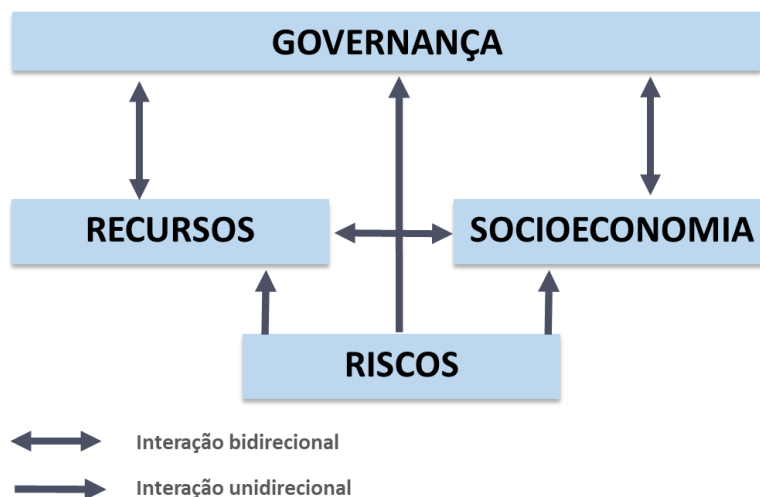 GOVERNANÇA
RECURSOS
SOCIOECONOMIA
RISCOS
Interação bidirecional
Interação unidirecional